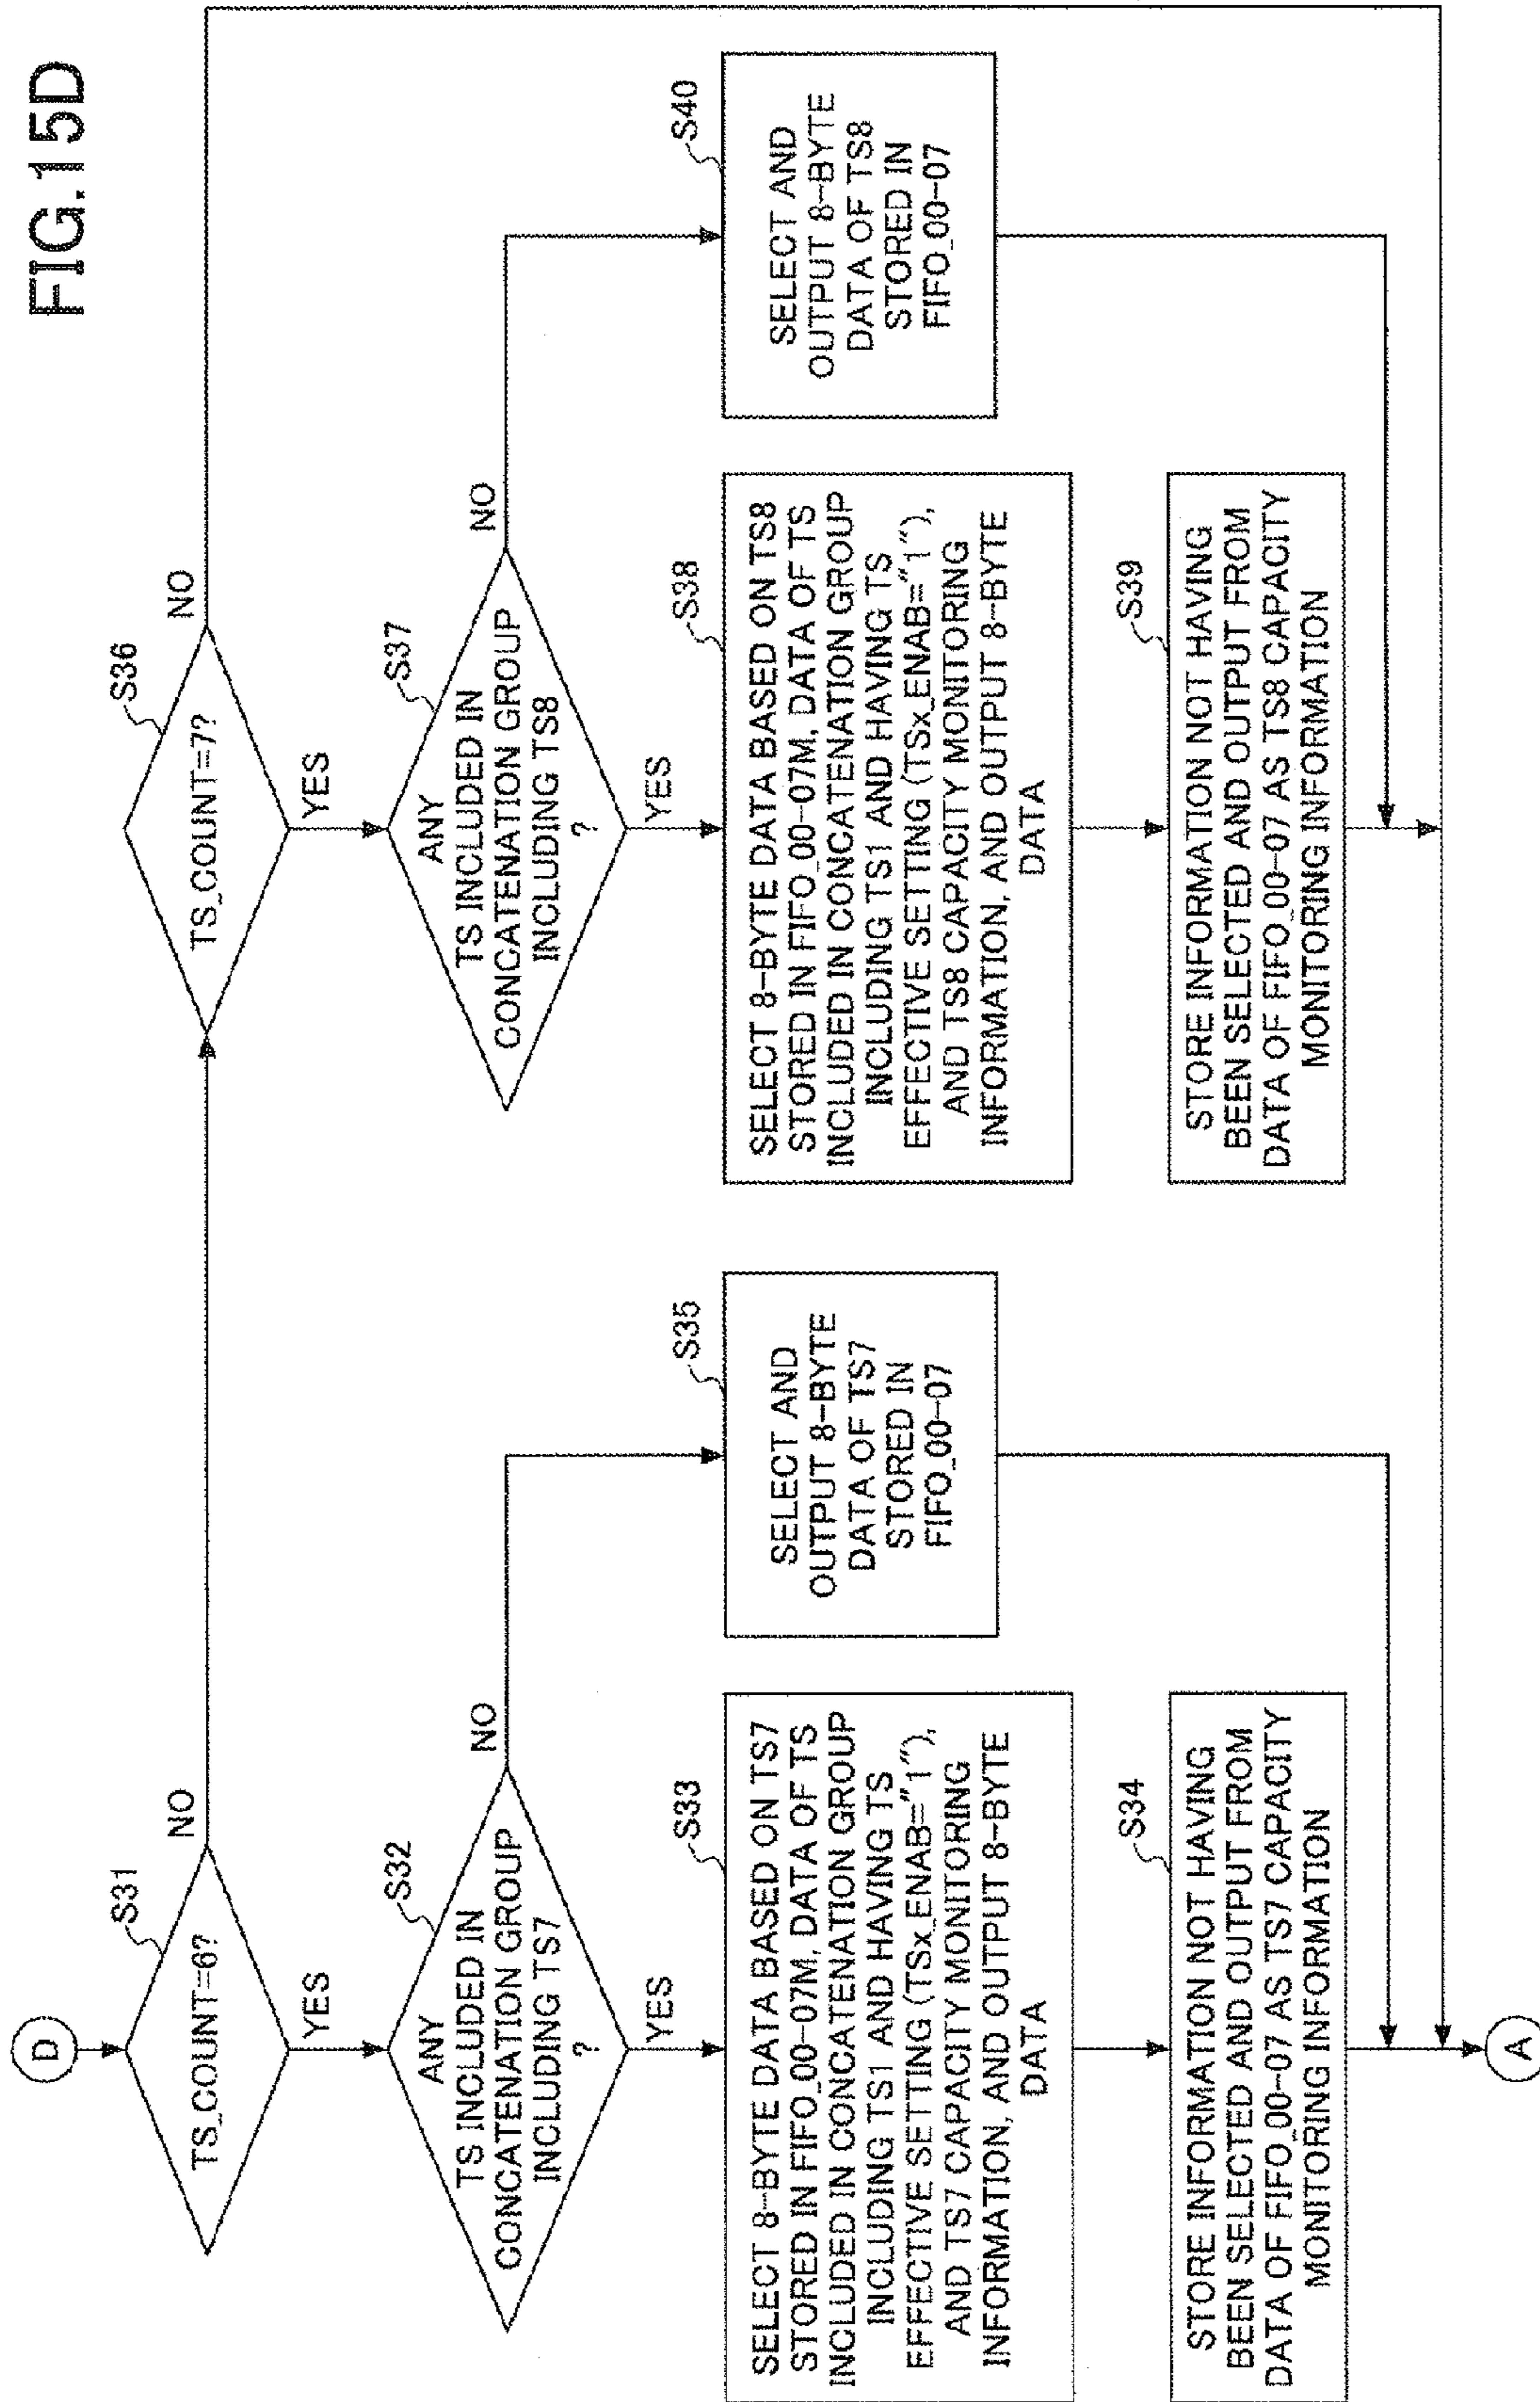 FIG.15D
D
S31
TS_COUNT=6?
NO
YES
S32
ANY
TS INCLUDED IN
CONCATENATION GROUP
INCLUDING TS7
?
NO
YES
S33
SELECT 8-BYTE DATA BASED ON TS7
STORED IN FIFO_00-07M, DATA OF TS
INCLUDED IN CONCATENATION GROUP
INCLUDING TS1 AND HAVING TS
EFFECTIVE SETTING (TSx_ENAB="1"),
AND TS7 CAPACITY MONITORING
INFORMATION, AND OUTPUT 8-BYTE
DATA
S34
STORE INFORMATION NOT HAVING
BEEN SELECTED AND OUTPUT FROM
DATA OF FIFO_00-07 AS TS7 CAPACITY
MONITORING INFORMATION
S35
SELECT AND
OUTPUT 8-BYTE
DATA OF TS7
STORED IN
FIFO_00-07
S36
TS_COUNT=7?
NO
YES
S37
ANY
TS INCLUDED IN
CONCATENATION GROUP
INCLUDING TS8
?
NO
YES
S38
SELECT 8-BYTE DATA BASED ON TS8
STORED IN FIFO_00-07M, DATA OF TS
INCLUDED IN CONCATENATION GROUP
INCLUDING TS1 AND HAVING TS
EFFECTIVE SETTING (TSx_ENAB="1"),
AND TS8 CAPACITY MONITORING
INFORMATION, AND OUTPUT 8-BYTE
DATA
S39
STORE INFORMATION NOT HAVING
BEEN SELECTED AND OUTPUT FROM
DATA OF FIFO_00-07 AS TS8 CAPACITY
MONITORING INFORMATION
S40
SELECT AND
OUTPUT 8-BYTE
DATA OF TS8
STORED IN
FIFO_00-07
A